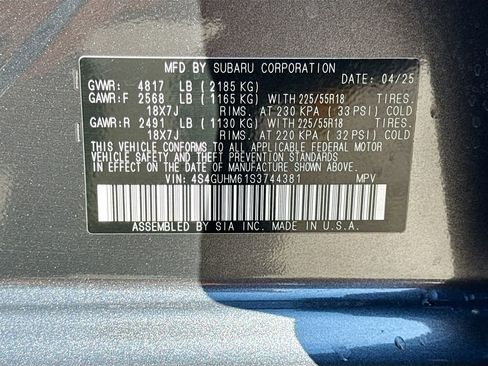 MFD BY SUBARU CORPORATION
DATE: 04/25
GVWR: 4817 LB ( 2185 KG)
GAWR:F 2568 LB ( 1165 KG) WITH 225/55R18 TIRES.
18X7J RIMS. AT 230 KPA ( 33 PSI) COLD
GAWR:R 2491 LB ( 1130 KG) WITH 225/55R18 TIRES.
18X7J RIMS. AT 220 KPA ( 32 PSI) COLD
THIS VEHICLE CONFORMS TO ALL APPLICABLE FEDERAL MOTOR
VEHICLE SAFETY AND THEFT PREVENTION STANDARDS IN EFFECT
ON THE DATE OF MANUFACTURE SHOWN ABOVE.
VIN: 4S4GUHM61S3744381 MPV
ASSEMBLED BY SIA INC. IN U.S.A.